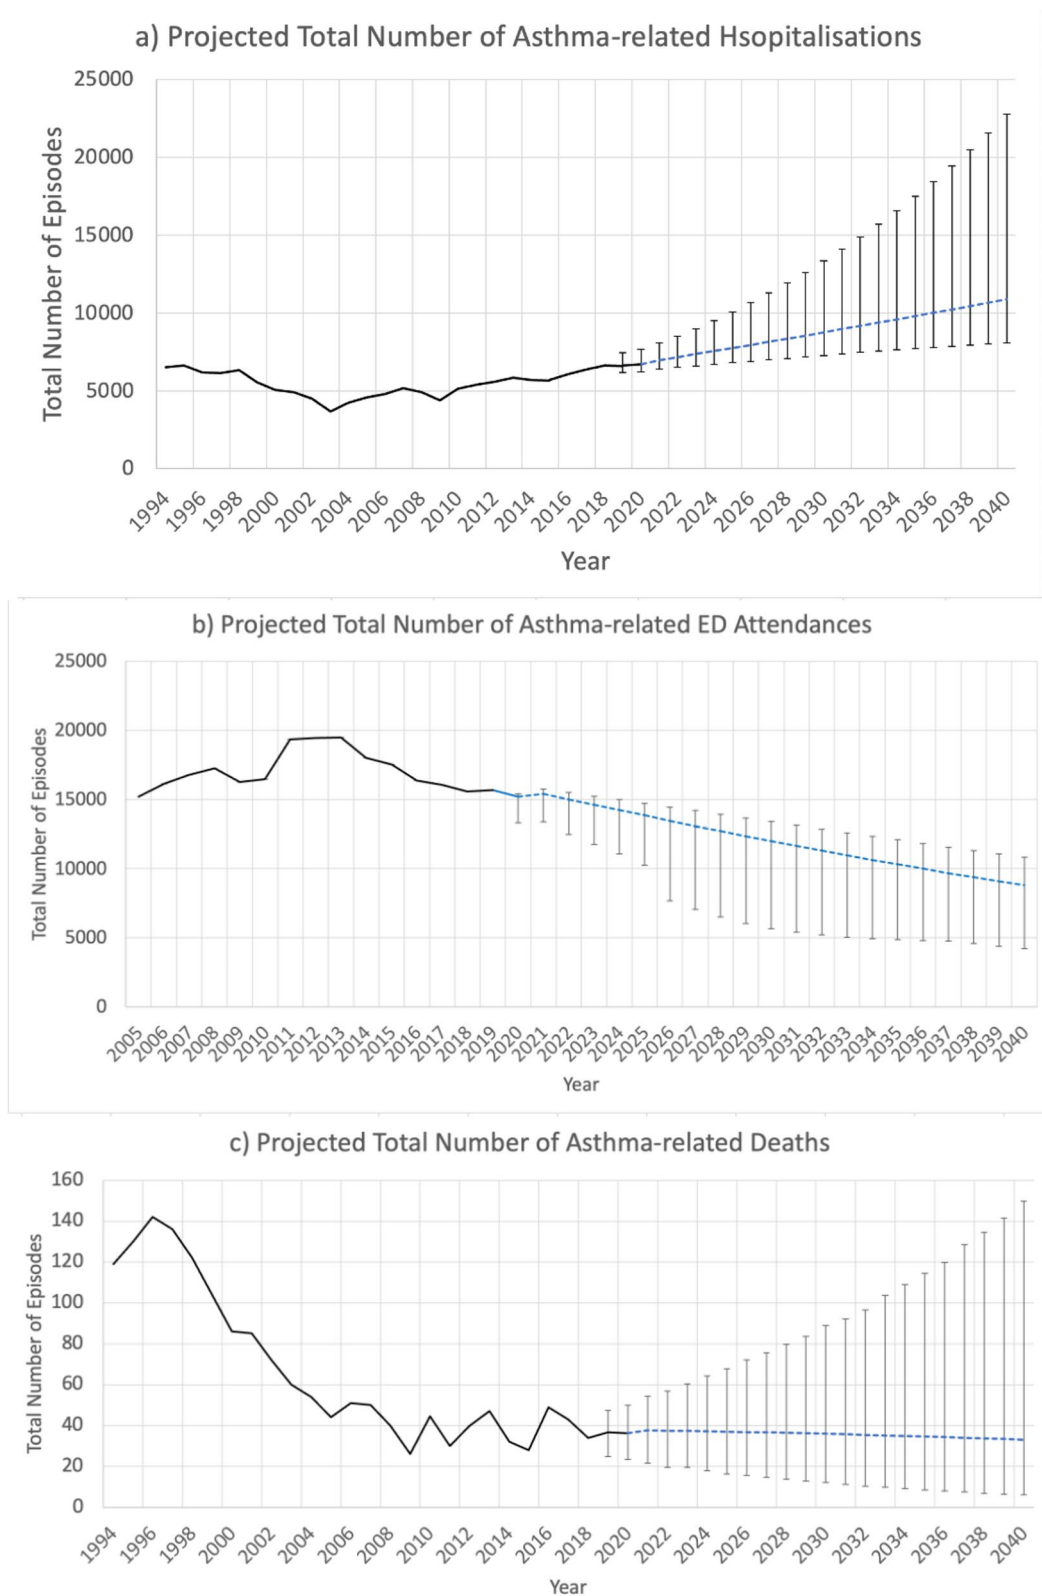 a) Projected Total Number of Asthma-related Hsopitalisations
Total Number of Episodes
25000
20000
15000
10000
5000
0
1994 1996 1998 2000 2002 2004 2006 2008 2010 2012 2014 2016 2018 2020 2022 2024 2026 2028 2030 2032 2034 2036 2038 2040
Year
b) Projected Total Number of Asthma-related ED Attendances
Total Number of Episodes
25000
20000
15000
10000
5000
0
2005 2006 2007 2008 2009 2010 2011 2012 2013 2014 2015 2016 2017 2018 2019 2020 2021 2022 2023 2024 2025 2026 2027 2028 2029 2030 2031 2032 2033 2034 2035 2036 2037 2038 2039 2040
Year
c) Projected Total Number of Asthma-related Deaths
Total Number of Episodes
160
140
120
100
80
60
40
20
0
1994 1996 1998 2000 2002 2004 2006 2008 2010 2012 2014 2016 2018 2020 2022 2024 2026 2028 2030 2032 2034 2036 2038 2040
Year